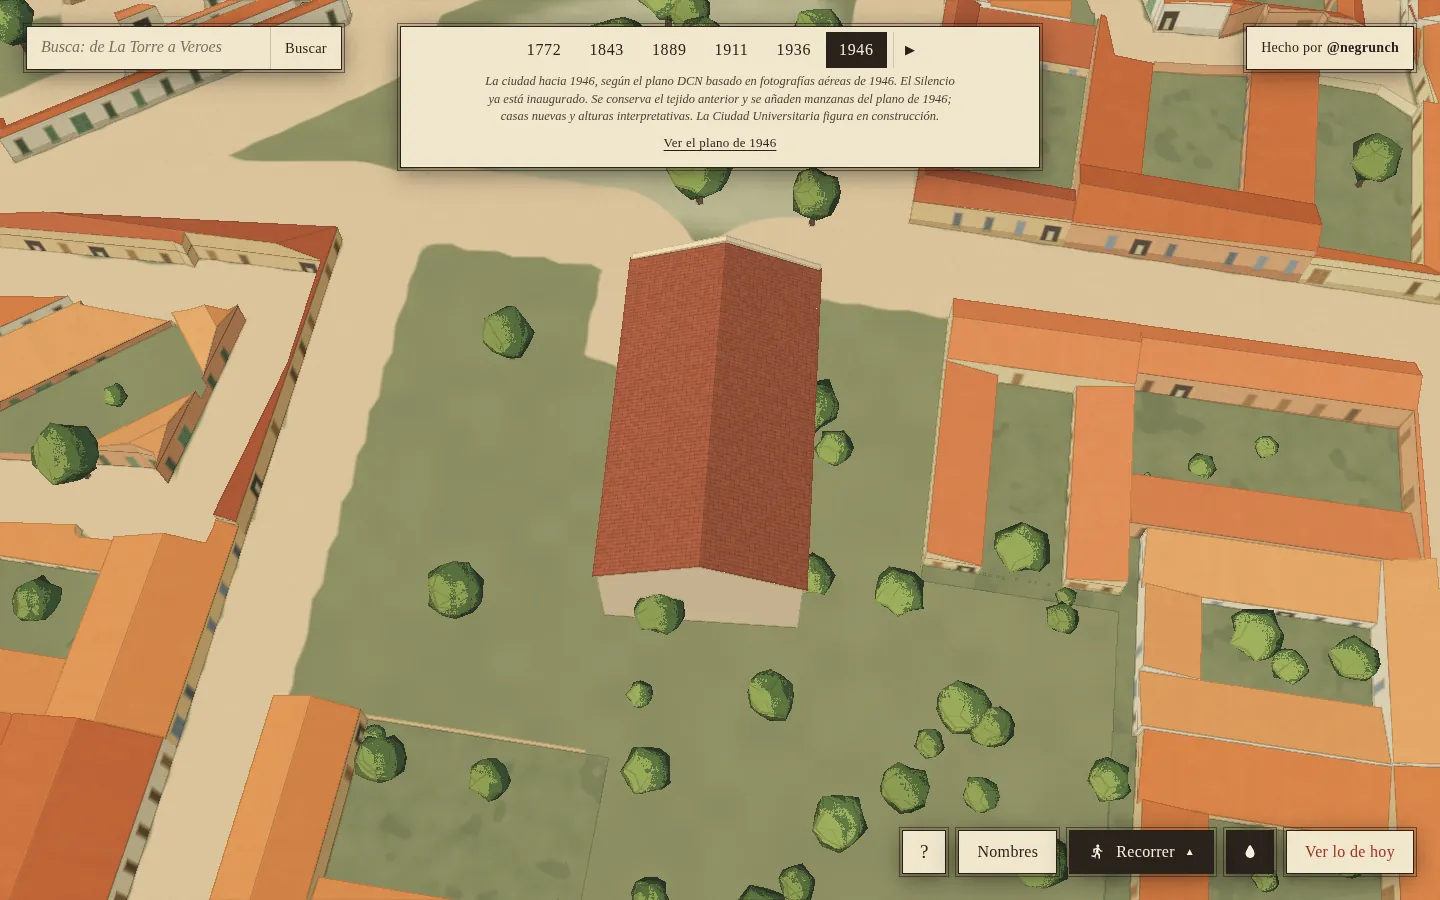 Busca: de La Torre a Veroes
Buscar
1772 1843 1889 1911 1936 1946 ▶
La ciudad hacia 1946, según el plano DCN basado en fotografías aéreas de 1946. El Silencio
ya está inaugurado. Se conserva el tejido anterior y se añaden manzanas del plano de 1946;
casas nuevas y alturas interpretativas. La Ciudad Universitaria figura en construcción.
Ver el plano de 1946
Hecho por @negrunch
?
Nombres
Recorrer ▲
Ver lo de hoy